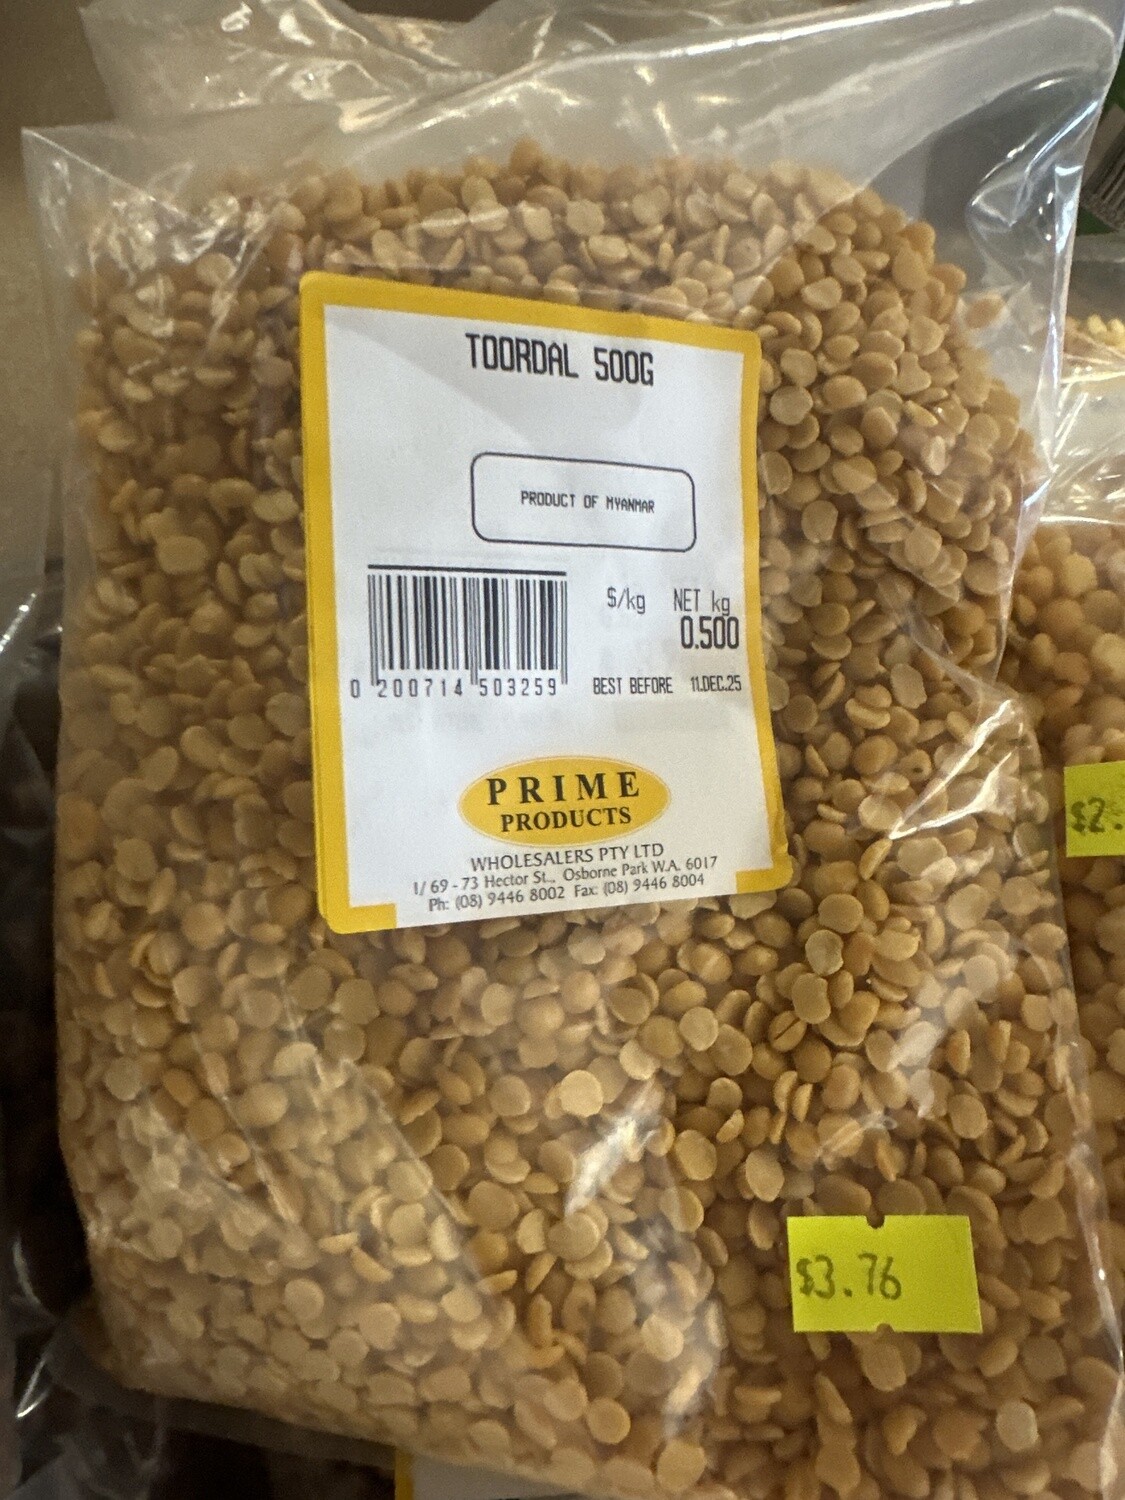 TOORDAL 500G
PRODUCT OF MYANMAR
$/kg NET kg
0.500
0 200714 503259
BEST BEFORE 11.DEC.25
PRIME
PRODUCTS
WHOLESALERS PTY LTD
1/ 69 - 73 Hector St., Osborne Park W.A. 6017
Ph: (08) 9446 8002 Fax: (08) 9446 8004
$2.
$3.76